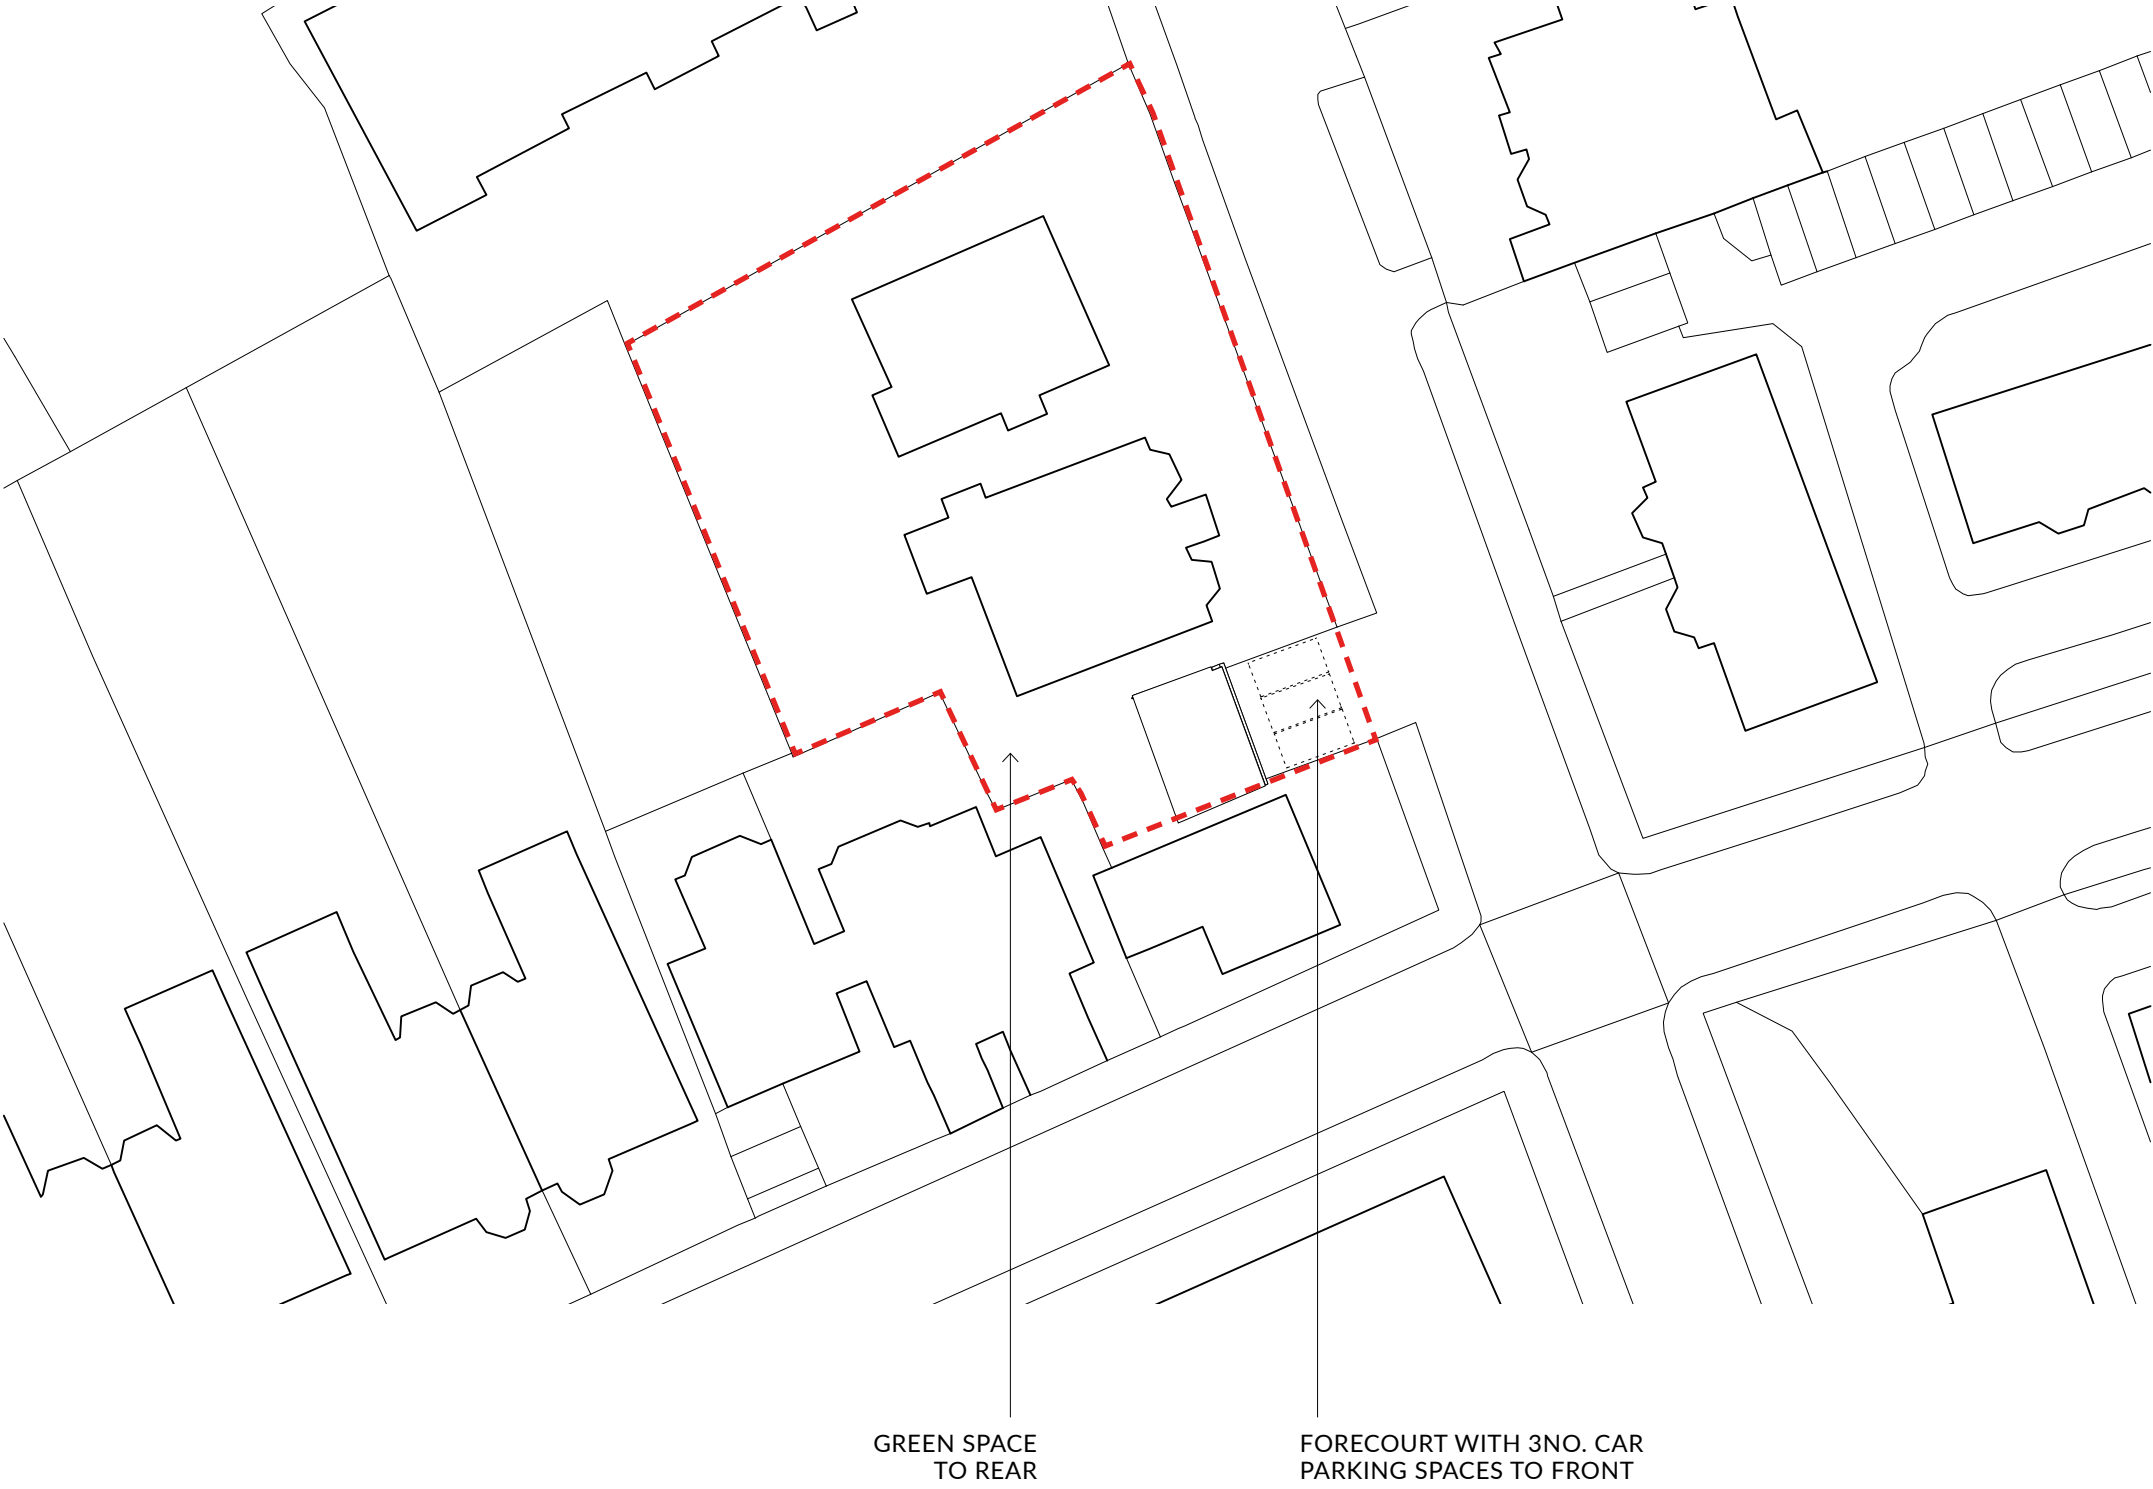 GREEN SPACE
TO REAR
FORECOURT WITH 3NO. CAR
PARKING SPACES TO FRONT